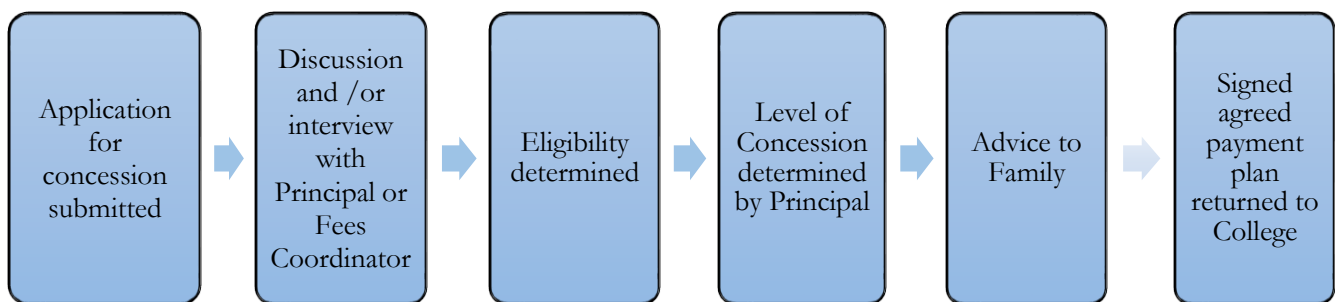 Application
for
concession
submitted
Discussion
and /or
interview
with
Principal or
Fees
Coordinator
Eligibility
determined
Level of
Concession
determined
by Principal
Advice to
Family
Signed
agreed
payment
plan
returned to
College